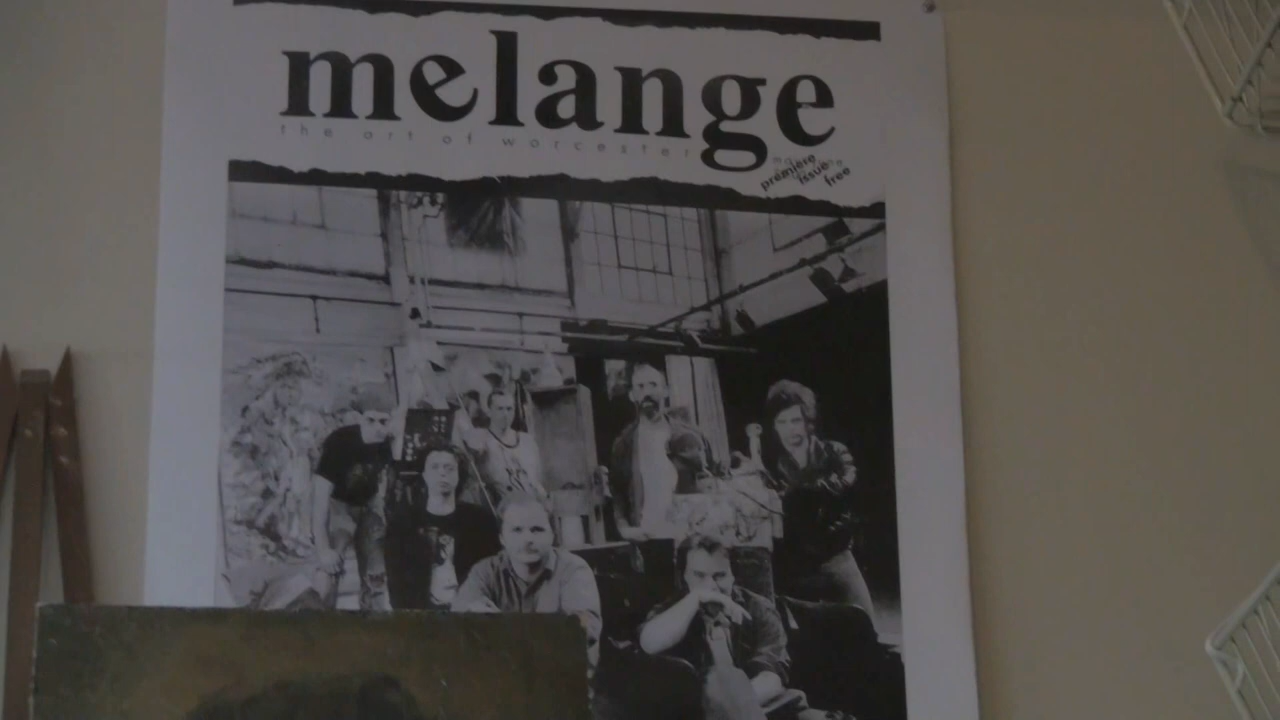 melange
the art of worcester
première
issue
free